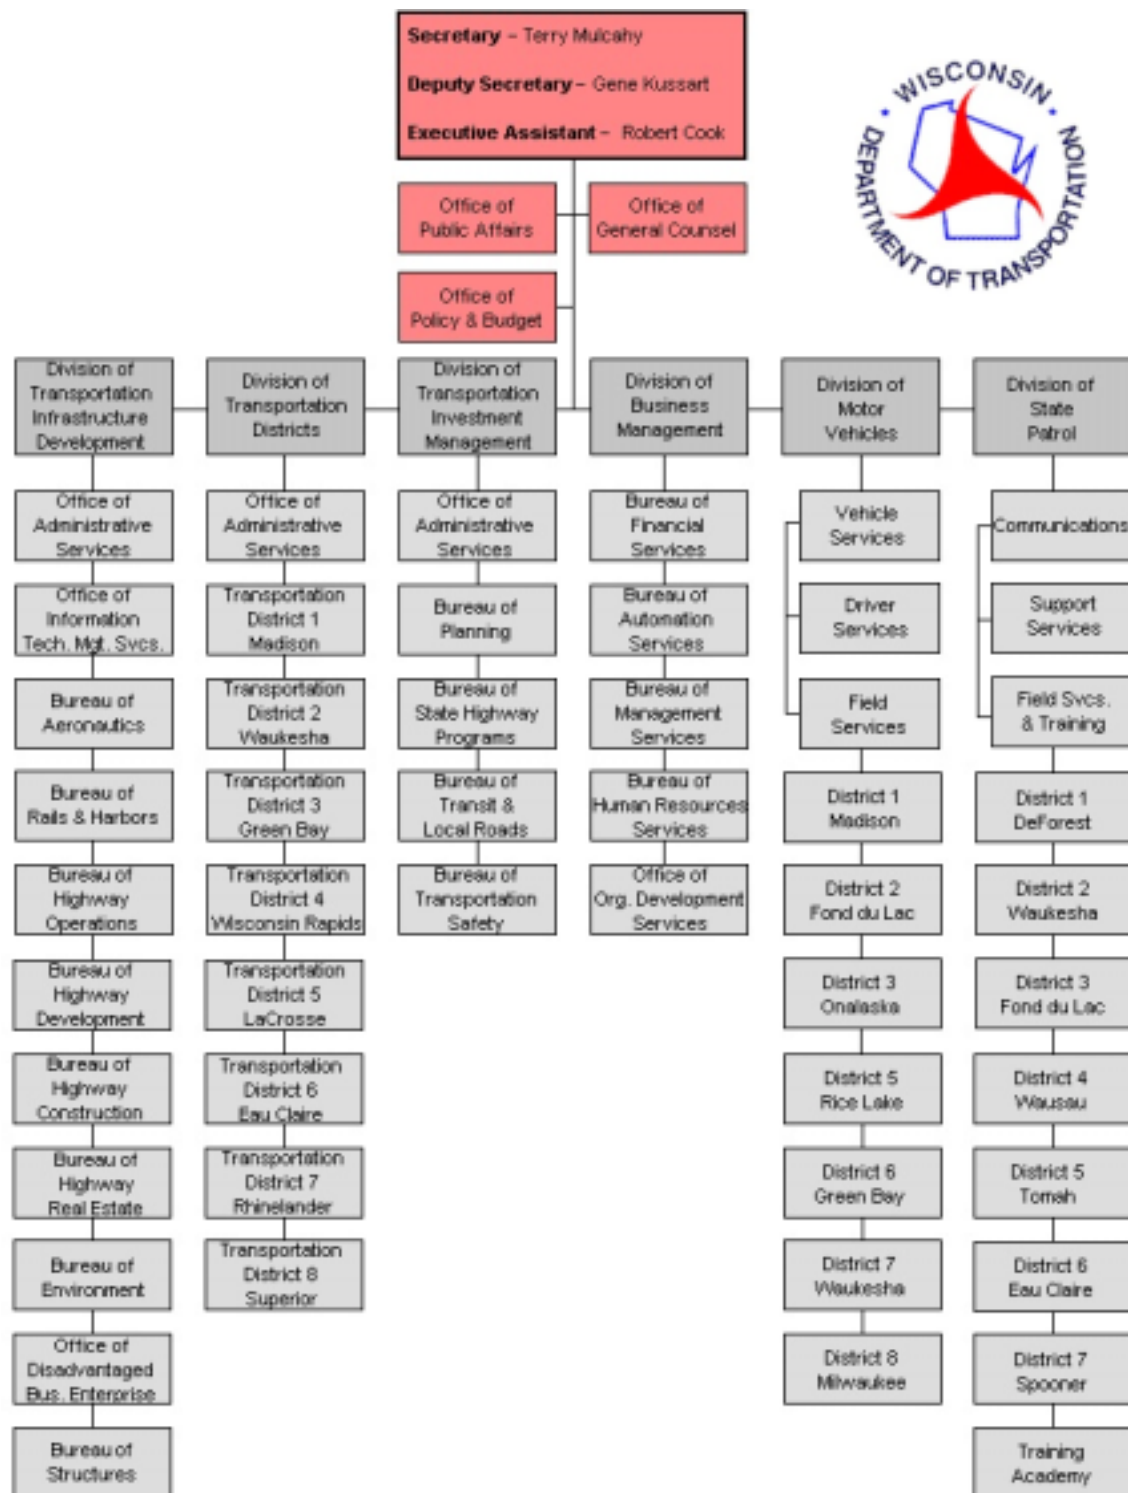 Secretary – Terry Mulcahy
Deputy Secretary – Gene Kussart
Executive Assistant – Robert Cook
WISCONSIN
DEPARTMENT OF TRANSPORTATION
Office of
Public Affairs
Office of
General Counsel
Office of
Policy & Budget
Division of
Transportation
Infrastructure
Development
Division of
Transportation
Districts
Division of
Transportation
Investment
Management
Division of
Business
Management
Division of
Motor
Vehicles
Division of
State
Patrol
Office of
Administrative
Services
Office of
Information
Tech. Mgt. Svcs.
Bureau of
Aeronautics
Bureau of
Rails & Harbors
Bureau of
Highway
Operations
Bureau of
Highway
Development
Bureau of
Highway
Construction
Bureau of
Highway
Real Estate
Bureau of
Environment
Office of
Disadvantaged
Bus. Enterprise
Bureau of
Structures
Office of
Administrative
Services
Transportation
District 1
Madison
Transportation
District 2
Waukesha
Transportation
District 3
Green Bay
Transportation
District 4
Wisconsin Rapids
Transportation
District 5
LaCrosse
Transportation
District 6
Eau Claire
Transportation
District 7
Rhinelander
Transportation
District 8
Superior
Office of
Administrative
Services
Bureau of
Planning
Bureau of
State Highway
Programs
Bureau of
Transit &
Local Roads
Bureau of
Transportation
Safety
Bureau of
Financial
Services
Bureau of
Automation
Services
Bureau of
Management
Services
Bureau of
Human Resources
Services
Office of
Org. Development
Services
Vehicle
Services
Driver
Services
Field
Services
District 1
Madison
District 2
Fond du Lac
District 3
Onalaska
District 5
Rice Lake
District 6
Green Bay
District 7
Waukesha
District 8
Milwaukee
Communications
Support
Services
Field Svcs.
& Training
District 1
DeForest
District 2
Waukesha
District 3
Fond du Lac
District 4
Wausau
District 5
Tomah
District 6
Eau Claire
District 7
Spooner
Training
Academy